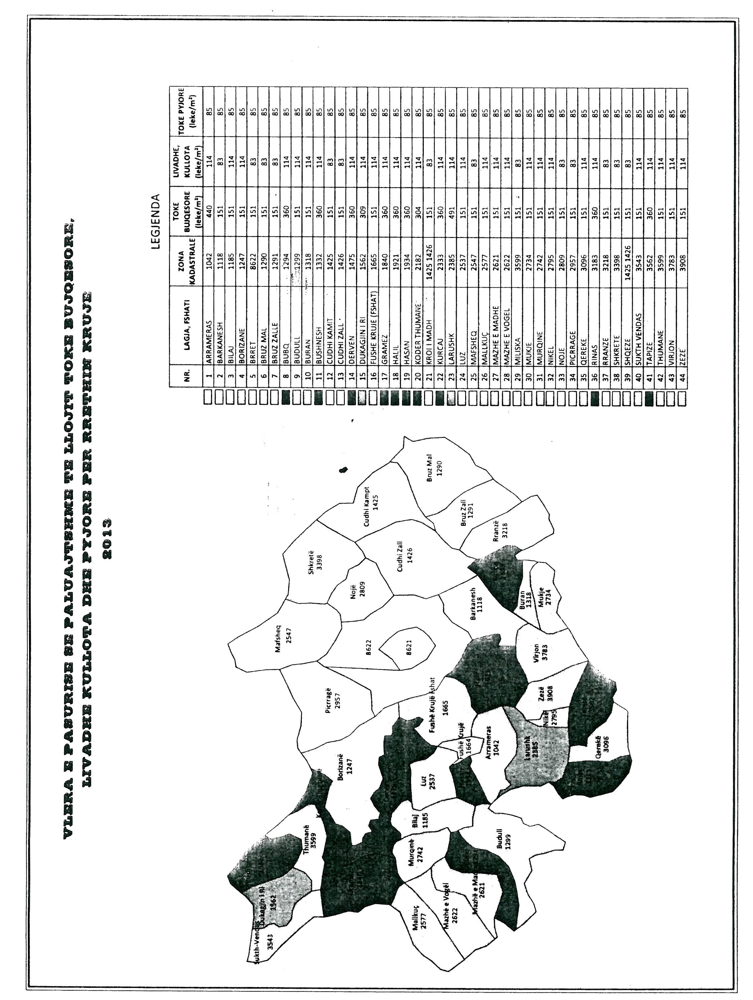 VLERA E PASURISE SE PALUAJTSHME TE LLOJIT TOKE BUJQESORE,
LIVADHE KULLOTA DHE PYJORE PER RRETHIN KRUJE
2013
LEGJENDA
NR. LAGJA, FSHATI ZONA KADASTRALE TOKE BUJQESORE (leke/m²) LIVADHE, KULLOTA (leke/m²) TOKE PYJORE (leke/m²)
1 ARRAMERAS 1042 440 114 85
2 BARKANESH 1118 151 83 85
3 BILAJ 1185 151 114 85
4 BORIZANE 1247 151 114 85
5 BRRET 8622 151 83 85
6 BRUZ MAL 1290 151 83 85
7 BRUZ ZALLE 1291 151 83 85
8 BUBQ 1294 360 114 85
9 BUDULL 1299 151 114 85
10 BURAN 1318 151 114 85
11 BUSHNESH 1332 360 114 85
12 CUDHI KAMIT 1425 151 83 85
13 CUDHI ZALL 1426 151 83 85
14 DERVEN 1475 360 114 85
15 DUKAGJIN I RI 1562 309 114 85
16 FUSHE KRUJE (FSHAT) 1665 151 114 85
17 GRAMEZ 1840 360 114 85
18 HALIL 1921 360 114 85
19 HASAN 1934 360 114 85
20 KODER THUMANE 2182 304 114 85
21 KROI I MADH 1425 1426 151 83 85
22 KURCAJ 2333 360 114 85
23 LARUSHK 2385 491 114 85
24 LUZ 2537 151 114 85
25 MAFSHEQ 2547 151 83 85
26 MALLKUÇ 2577 151 114 85
27 MAZHE E MADHE 2621 151 114 85
28 MAZHE E VOGEL 2622 151 114 85
29 MILISKA 3599 151 83 85
30 MUKJE 2734 151 114 85
31 MURQINE 2742 151 114 85
32 NIKEL 2795 151 114 85
33 NOJE 2809 151 83 85
34 PICRRAGE 2957 151 83 85
35 QEREKE 3096 151 114 85
36 RINAS 3183 360 114 85
37 RRANZE 3218 151 83 85
38 SHKRETE 3398 151 83 85
39 SHQEZE 1425 1426 151 83 85
40 SUKTH VENDAS 3543 151 114 85
41 TAPIZE 3562 360 114 85
42 THUMANE 3599 151 114 85
43 VIRJON 3783 151 114 85
44 ZEZE 3908 151 114 85
Mafsheq
2547
Shkretë
3398
Cudhi Kampt
1425
Bruz Mal
1290
Bruz Zall
1291
Rranzë
3218
Nojë
2809
Cudhi Zall
1426
Picrragë
2957
8622
8621
Barkanesh
1118
Buran
1318
Mukje
2734
Virjon
3783
Zezë
3908
2795
Fushë Krujë Fshat
1665
Fushë Krujë
1664
Arrameras
1042
Larushk
2385
Qerekë
3096
Borizanë
1247
Luz
2537
Bilaj
1185
Thumanë
3599
Murqinë
2742
Budull
1299
Dukagjin I Ri
1562
3543
Mallkuç
2577
Mazhë e Vogël
2622
2621